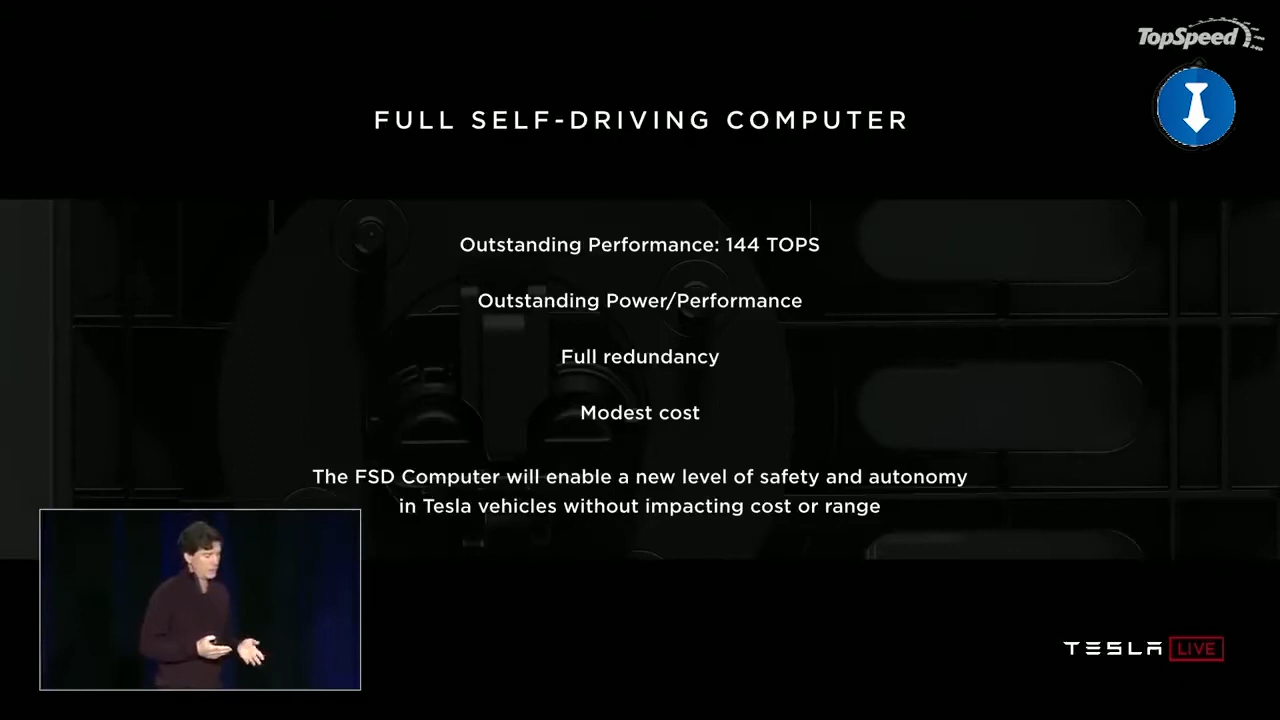 TopSpeed
FULL SELF-DRIVING COMPUTER
Outstanding Performance: 144 TOPS
Outstanding Power/Performance
Full redundancy
Modest cost
The FSD Computer will enable a new level of safety and autonomy
in Tesla vehicles without impacting cost or range
TESLA LIVE